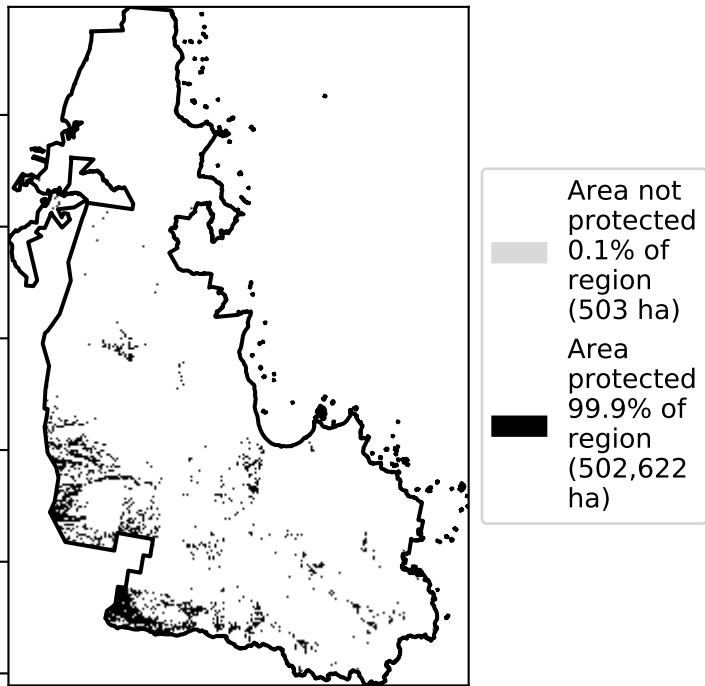 Area not
protected
0.1% of
region
(503 ha)
Area
protected
99.9% of
region
(502,622
ha)